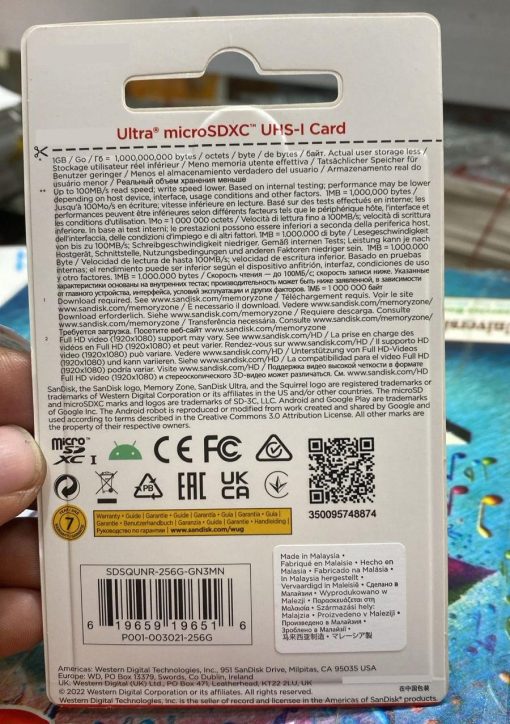 Ultra® microSDXC™ UHS-I Card
1GB / Go / Гб = 1,000,000,000 bytes / octets / byte / de bytes / байт. Actual user storage less /
Stockage utilisateur réel inférieur / Meno memoria utente effettiva / Tatsächlicher Speicher für
Benutzer geringer / Menos el almacenamiento verdadero del usuario / Armazenamento real do
usuário menor / Реальный объем хранения меньше
Up to 100MB/s read speed; write speed lower. Based on internal testing; performance may be lower
depending on host device, interface, usage conditions and other factors. 1MB = 1,000,000 bytes /
Jusqu'à 100Mo/s en écriture; vitesse inférieure en lecture. Basé sur des tests effectués en interne;
performances peuvent être inférieures selon différents facteurs tels que le périphérique hôte, l'interface et
les conditions d'utilisation. 1Mo = 1 000 000 octets / Velocità di lettura fino a 100MB/s; velocità di scrittura
inferiore. In base ai test interni; le prestazioni possono essere inferiori a seconda della periferica host,
dell'interfaccia, delle condizioni d'impiego e di altri fattori. 1MB = 1.000.000 di byte / Lesegeschwindigkeit
von bis zu 100MB/s; Schreibgeschwindigkeit niedriger. Gemäß internen Tests; Leistung kann je nach
Hostgerät, Schnittstelle, Nutzungsbedingungen und anderen Faktoren niedriger sein. 1MB = 1.000.000
Byte / Velocidad de lectura de hasta 100MB/s; velocidad de escritura inferior. Basado en pruebas
internas; el rendimiento puede ser inferior según el dispositivo anfitrión, interfaz, condiciones de uso
y otro factores. 1MB = 1.000.000 bytes / Скорость чтения — до 100МБ/с; скорость записи ниже. Указанные
характеристики основаны на внутренних тестах; производительность может быть ниже заявленной, в зависимости
от главного устройства, интерфейса, условий эксплуатации и других факторов. 1МБ = 1 000 000 байт
Download required. See www.sandisk.com/memoryzone / Téléchargement requis. Voir le site
www.sandisk.com/memoryzone / È necessario il download. Vedere www.sandisk.com/memoryzone/
Download erforderlich. Siehe www.sandisk.com/memoryzone / Requiere descarga. Consulte
www.sandisk.com/memoryzone / Transferência necessária. Consulte www.sandisk.com/memoryzone /
Требуется загрузка. Посетите веб-сайт www.sandisk.com/memoryzone
Full HD video (1920x1080) support may vary. See www.sandisk.com/HD / La prise en charge des
vidéos en Full HD (1920x1080) et peut varier. Rendez-vous sur www.sandisk.com/HD / Il supporto HD
video (1920x1080) può variare. Vedere www.sandisk.com/HD / Unterstützung von Full HD-Videos
(1920x1080) und kann variieren. Siehe www.sandisk.com/HD / La compatibilidad para el vídeo Full HD
(1920x1080) podría variar. Visite www.sandisk.com/HD / Поддержка видео высокой четкости в формате
Full HD video (1920x1080) и стереоскопического 3D-видео может различаться. См. www.sandisk.com/HD
SanDisk, the SanDisk logo, Memory Zone, SanDisk Ultra, and the Squirrel logo are registered trademarks or
trademarks of Western Digital Corporation or its affiliates in the US and/or other countries. The microSD
and microSDXC marks and logos are trademarks of SD-3C, LLC. Android and Google Play are trademarks
of Google Inc. The Android robot is reproduced or modified from work created and shared by Google and
used according to terms described in the Creative Commons 3.0 Attribution License. All other marks are
the property of their respective owners.
micro SD XC I
CE FC
PB EAC UK CA
350095748874
7
Warranty • Guide | Garantie • Guide | Garantia • Guia | Garantía • Guía |
Garantie • Benutzerhandbuch | Garanzia • Guida | Garantie • Handleiding |
Руководство по гарантии | www.sandisk.com/wug
SDSQUNR-256G-GN3MN
6 19659 19651 6
P001-003021-256G
Made in Malaysia •
Fabriqué en Malaisie • Hecho en
Malasia • Fabricado na Malásia •
In Malaysia hergestellt •
Vervaardigd in Maleisië • Сделано в
Малайзии • Wyprodukowano w
Malezji • Παρασκευάζεται στη
Μαλαισία • Származási hely:
Malajzia • Proizvedeno v Maleziji •
Произведено в Малайзії •
Зроблено в Малайзії •
马来西亚制造 • マレーシア製
Americas: Western Digital Technologies, Inc., 951 SanDisk Drive, Milpitas, CA 95035 USA
Europe: WD, PO Box 13379, Swords, Co Dublin, Ireland
UK: Western Digital (UK) Ltd., PO Box 1951, Leatherhead, KT22 2LU, UK
© 2022 Western Digital Corporation or its affiliates. All rights reserved.
is the seller of record and licensee in the Americas of SanDisk® products.
在中国包装
Universal